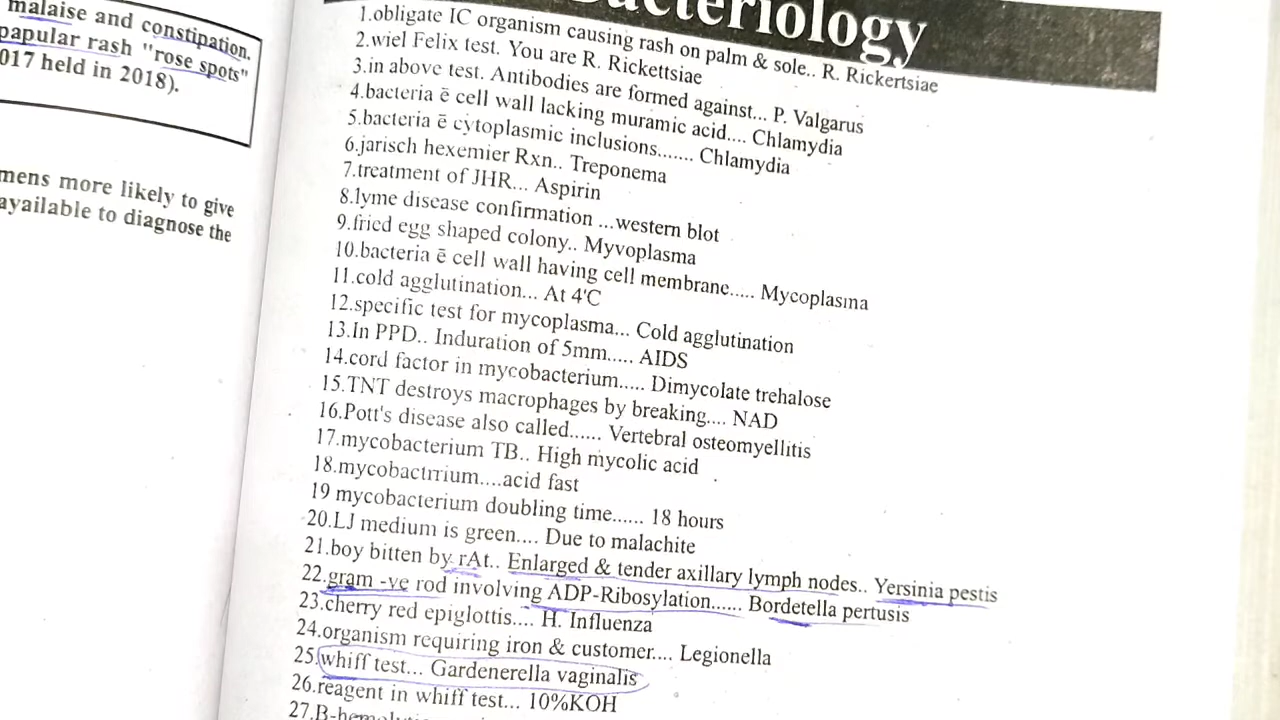 malaise and constipation.
papular rash "rose spots"
017 held in 2018).
mens more likely to give
available to diagnose the
Bacteriology
1.obligate IC organism causing rash on palm & sole.. R. Rickertsiae
2.wiel Felix test. You are R. Rickettsiae
3.in above test. Antibodies are formed against... P. Valgarus
4.bacteria ē cell wall lacking muramic acid.... Chlamydia
5.bacteria ē cytoplasmic inclusions....... Chlamydia
6.jarisch hexemier Rxn.. Treponema
7.treatment of JHR... Aspirin
8.lyme disease confirmation ...western blot
9.fried egg shaped colony.. Myvoplasma
10.bacteria ē cell wall having cell membrane..... Mycoplasma
11.cold agglutination... At 4'C
12.specific test for mycoplasma... Cold agglutination
13.In PPD.. Induration of 5mm..... AIDS
14.cord factor in mycobacterium..... Dimycolate trehalose
15.TNT destroys macrophages by breaking.... NAD
16.Pott's disease also called...... Vertebral osteomyellitis
17.mycobacterium TB.. High mycolic acid
18.mycobactrrium....acid fast
19 mycobacterium doubling time...... 18 hours
20.LJ medium is green.... Due to malachite
21.boy bitten by rAt.. Enlarged & tender axillary lymph nodes.. Yersinia pestis
22.gram -ve rod involving ADP-Ribosylation...... Bordetella pertusis
23.cherry red epiglottis.... H. Influenza
24.organism requiring iron & customer.... Legionella
25.whiff test... Gardenerella vaginalis
26.reagent in whiff test... 10%KOH